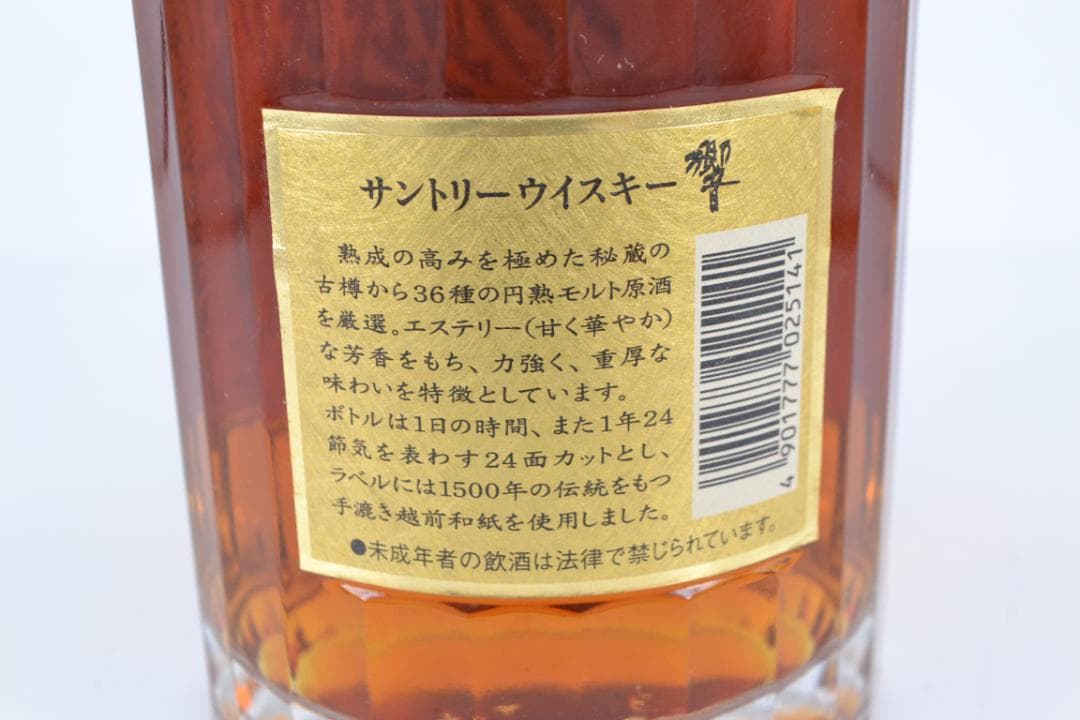 サントリーウイスキー 響
熟成の高みを極めた秘蔵の
古樽から36種の円熟モルト原酒
を厳選。エステリー(甘く華やか)
な芳香をもち、力強く、重厚な
味わいを特徴としています。
ボトルは1日の時間、また1年24
節気を表わす24面カットとし、
ラベルには1500年の伝統をもつ
手漉き越前和紙を使用しました。
●未成年者の飲酒は法律で禁じられています。
4 901777 025141